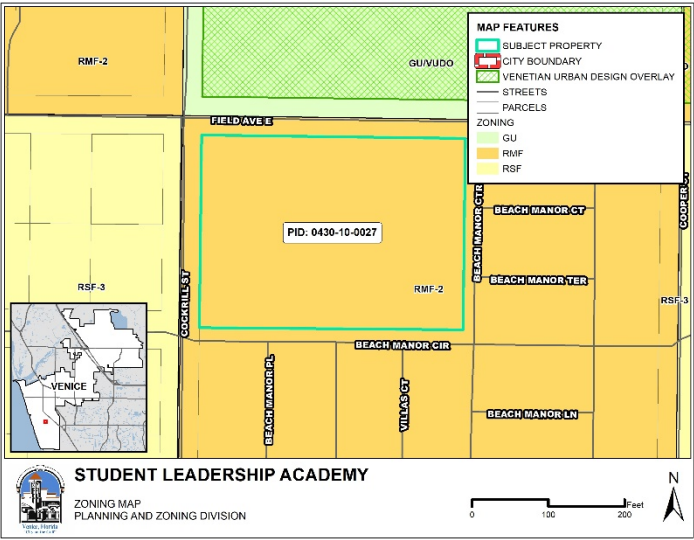 RMF-2
GU/VUDO
MAP FEATURES
SUBJECT PROPERTY
CITY BOUNDARY
VENETIAN URBAN DESIGN OVERLAY
STREETS
PARCELS
ZONING
GU
RMF
RSF
FIELD AVE E
BEACH MANOR CTR
BEACH MANOR CT
PID: 0430-10-0027
BEACH MANOR TER
RSF-3
RMF-2
RSF-3
COCKRILL ST
BEACH MANOR CIR
VENICE
BEACH MANOR PL
VILLAS CT
BEACH MANOR LN
STUDENT LEADERSHIP ACADEMY
ZONING MAP
PLANNING AND ZONING DIVISION
Venice, Florida
N
0 100 200 Feet